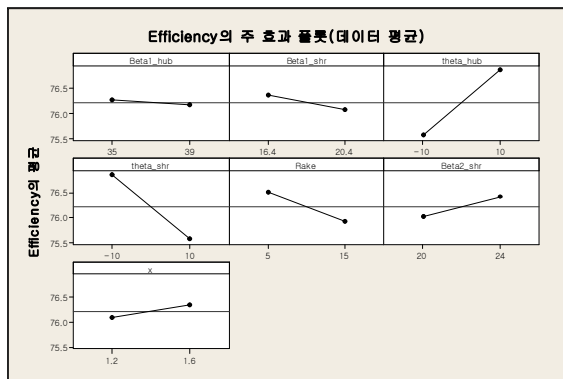 Efficiency의 주 효과 플롯(데이터 평균)
Beta1_hub Beta1_shr theta_hub
76.5
76.0
75.5
35 39 16.4 20.4 -10 10
theta_shr Rake Beta2_shr
76.5
76.0
75.5
-10 10 5 15 20 24
x
76.5
76.0
75.5
1.2 1.6
Efficiency의 평균